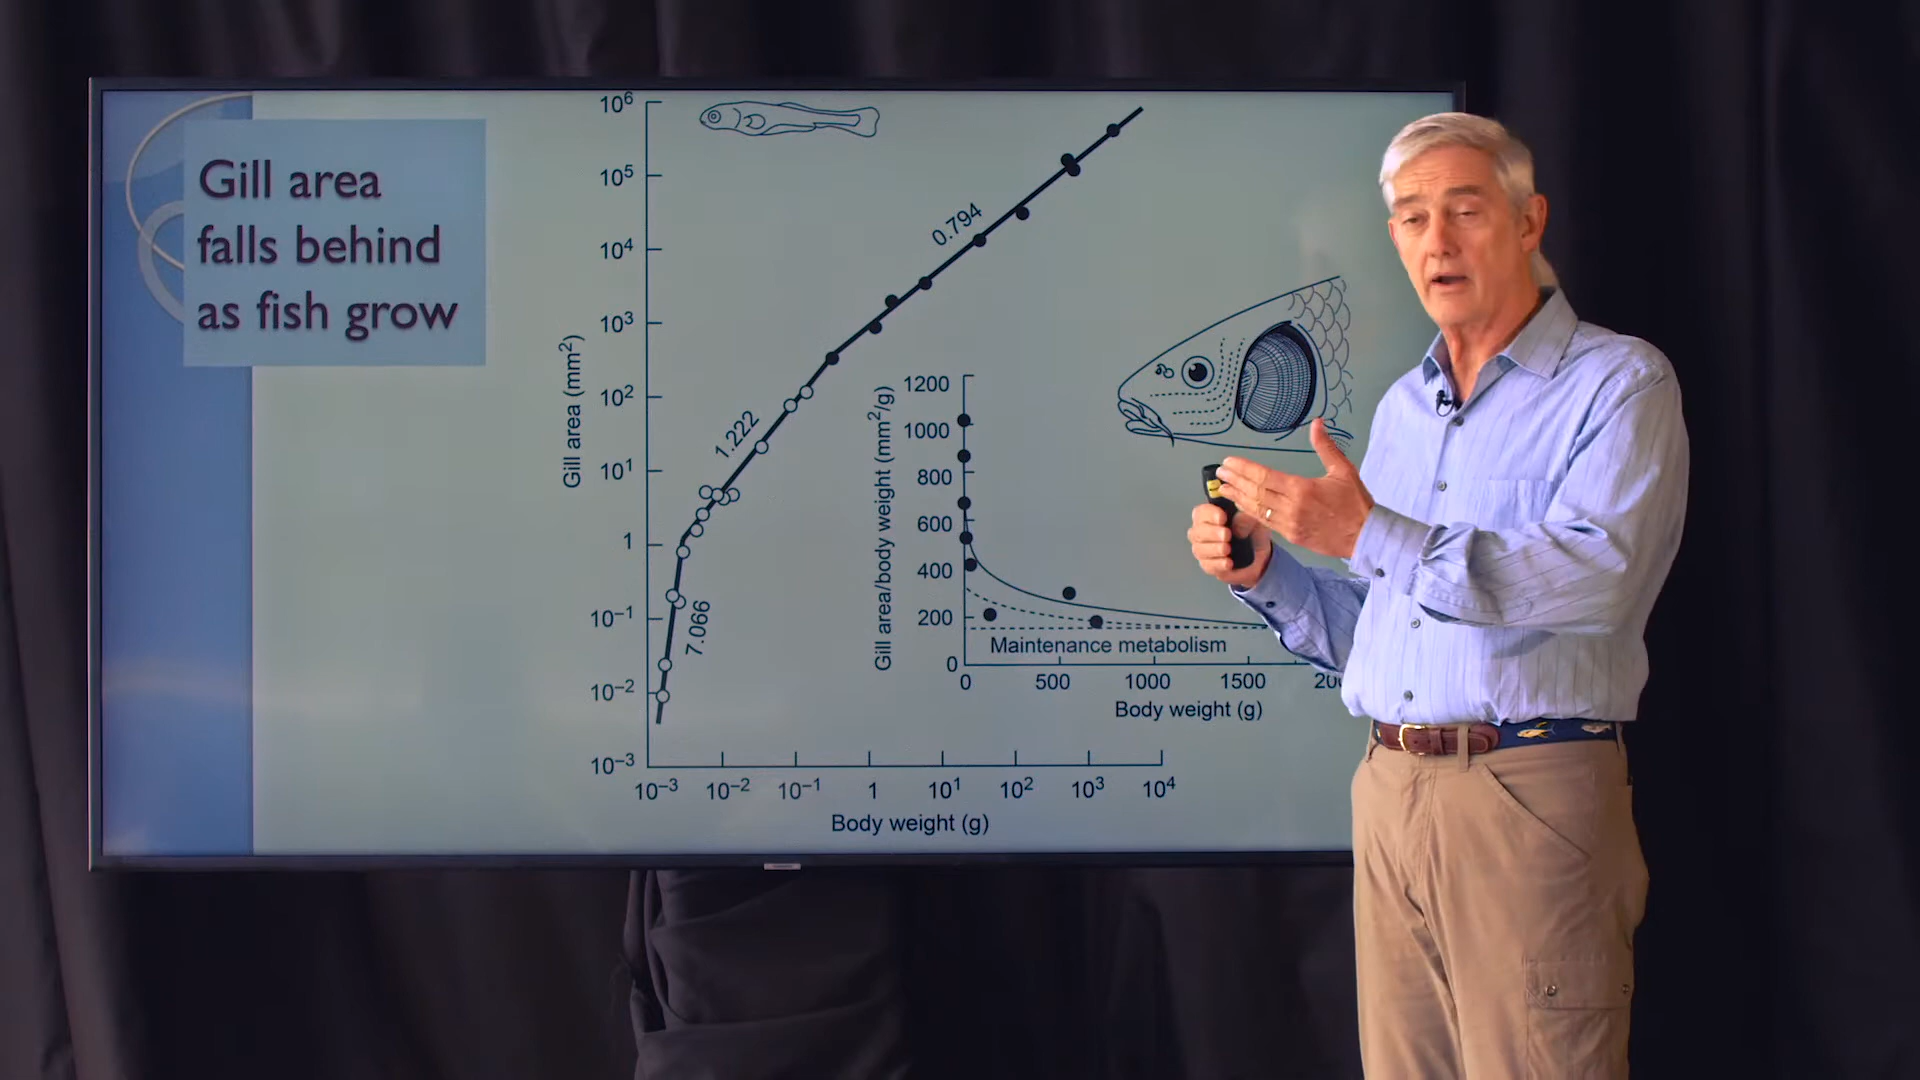 Gill area
falls behind
as fish grow
Gill area (mm²)
10⁶
10⁵
10⁴
10³
10²
10¹
1
10⁻¹
10⁻²
10⁻³
10⁻³ 10⁻² 10⁻¹ 1 10¹ 10² 10³ 10⁴
Body weight (g)
7.066
1.222
0.794
Gill area/body weight (mm²/g)
1200
1000
800
600
400
200
0
Maintenance metabolism
0 500 1000 1500
Body weight (g)